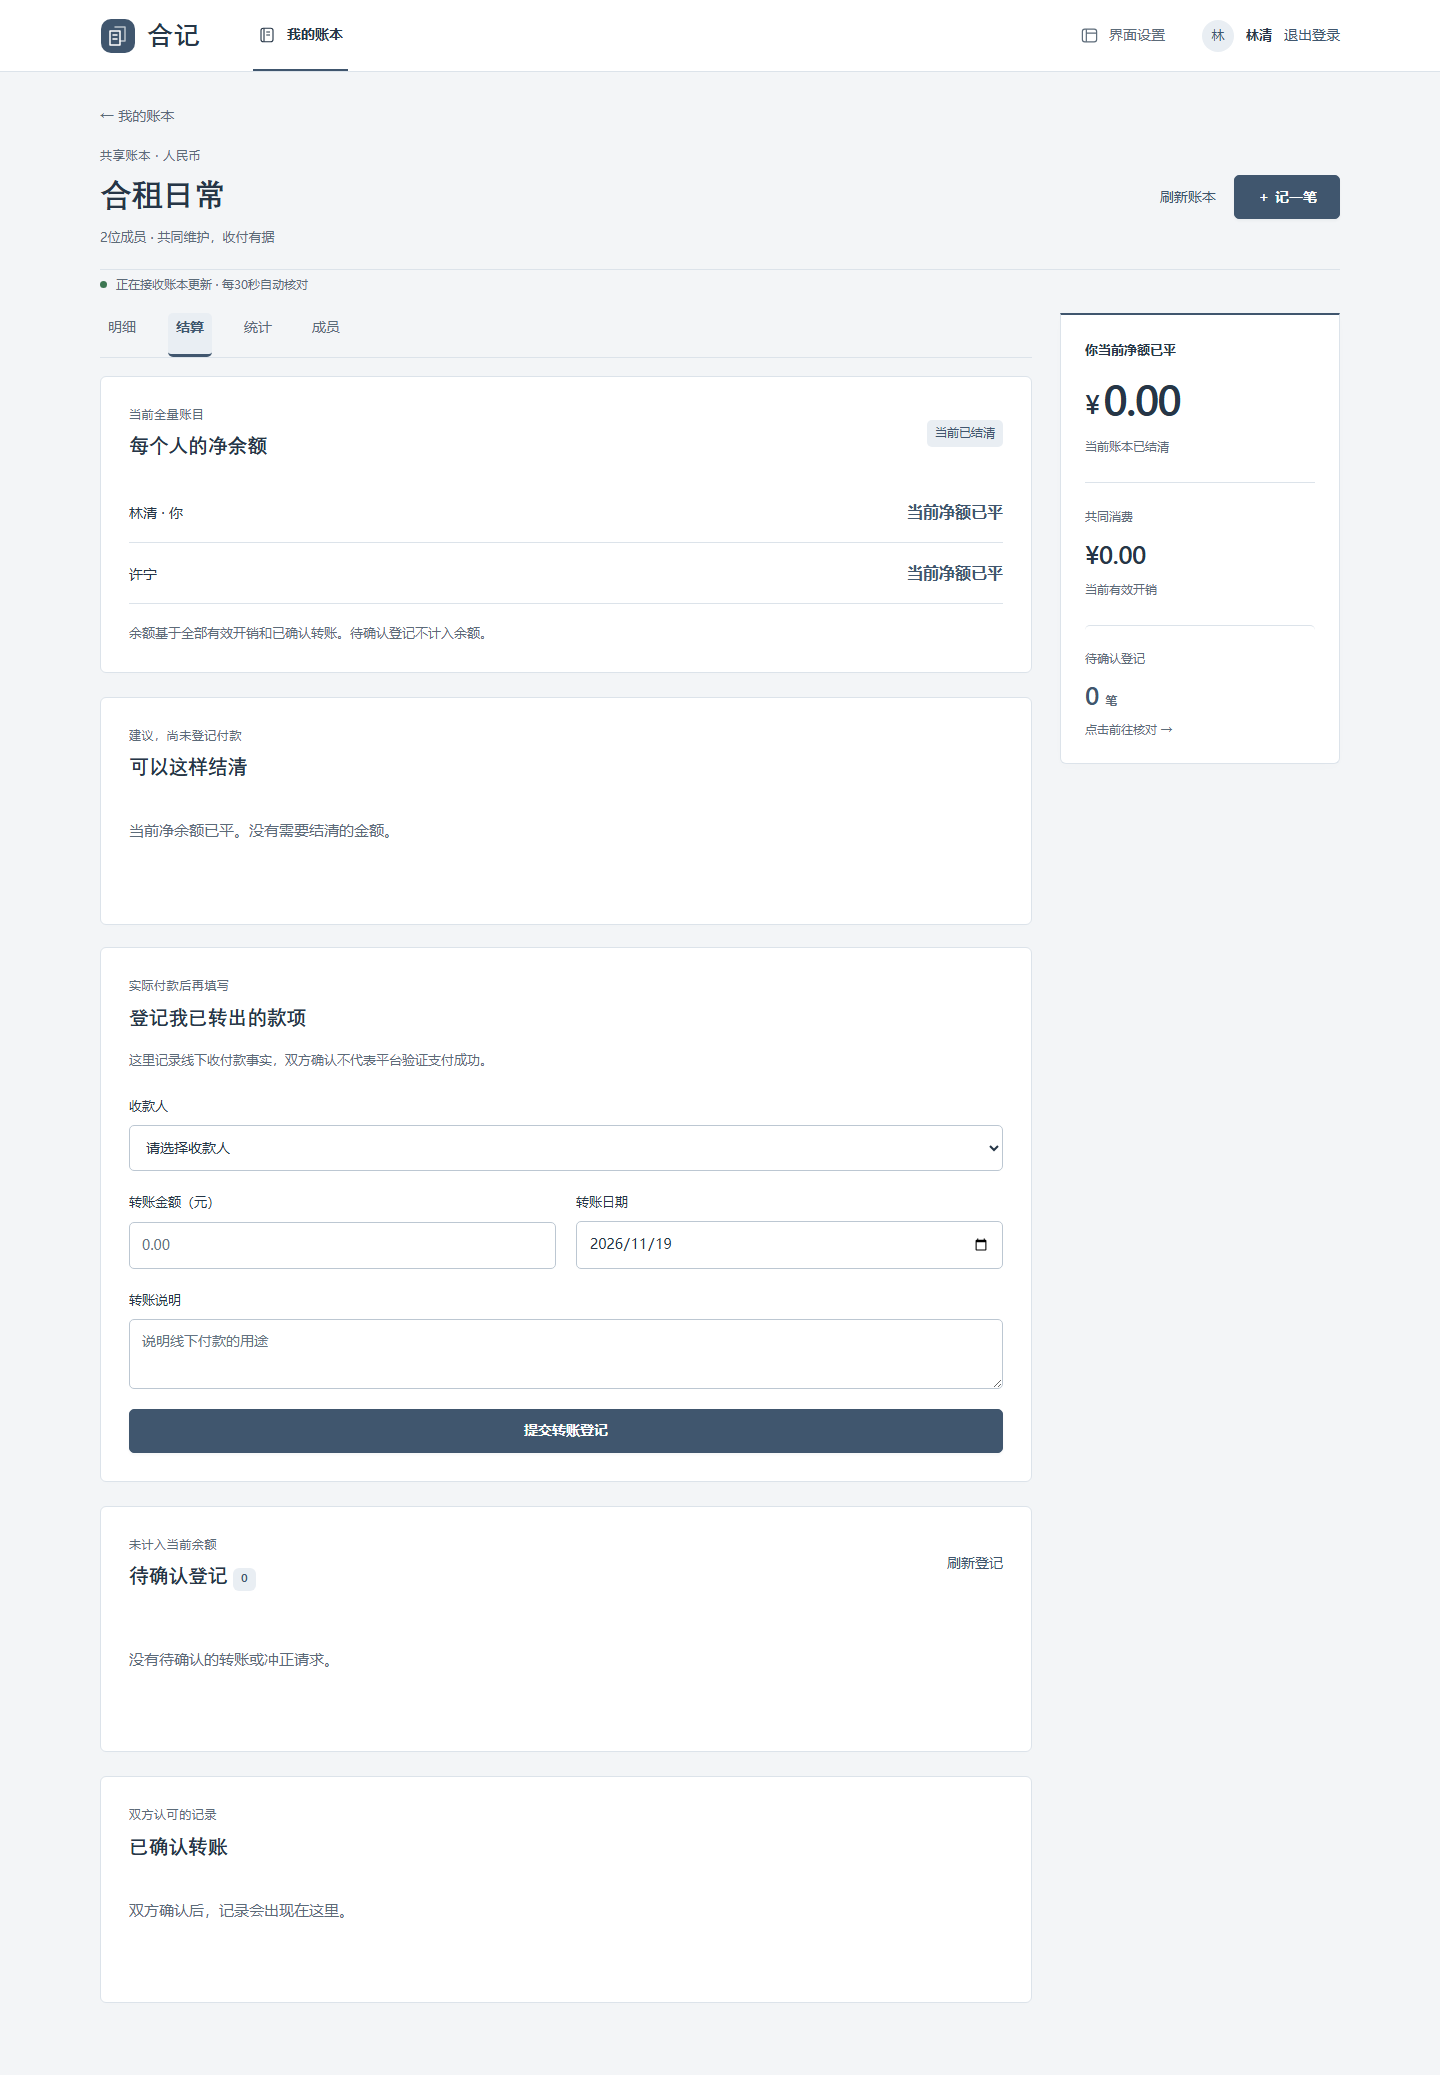 合记
我的账本
界面设置
林
林清
退出登录
← 我的账本
共享账本 · 人民币
合租日常
2位成员 · 共同维护，收付有据
刷新账本
+ 记一笔
正在接收账本更新 · 每30秒自动核对
明细
结算
统计
成员
当前全量账目
每个人的净余额
当前已结清
林清 · 你
当前净额已平
许宁
当前净额已平
余额基于全部有效开销和已确认转账。待确认登记不计入余额。
建议，尚未登记付款
可以这样结清
当前净余额已平。没有需要结清的金额。
实际付款后再填写
登记我已转出的款项
这里记录线下收付款事实，双方确认不代表平台验证支付成功。
收款人
请选择收款人
转账金额（元）
0.00
转账日期
2026/11/19
转账说明
说明线下付款的用途
提交转账登记
未计入当前余额
待确认登记 0
刷新登记
没有待确认的转账或冲正请求。
双方认可的记录
已确认转账
双方确认后，记录会出现在这里。
你当前净额已平
¥0.00
当前账本已结清
共同消费
¥0.00
当前有效开销
待确认登记
0 笔
点击前往核对 →